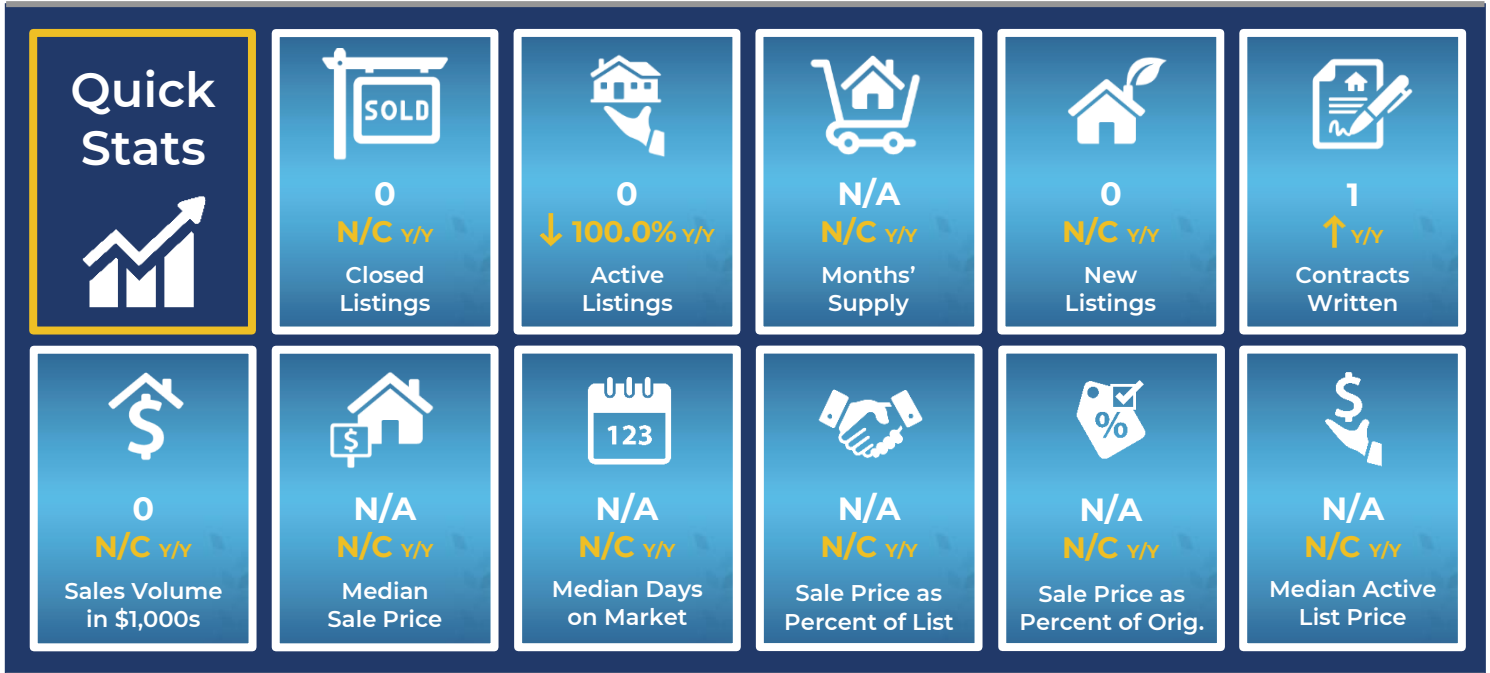 Quick
Stats
SOLD
0
N/C Y/Y
Closed
Listings
0
↓ 100.0% Y/Y
Active
Listings
N/A
N/C Y/Y
Months’
Supply
0
N/C Y/Y
New
Listings
1
↑ Y/Y
Contracts
Written
$
0
N/C Y/Y
Sales Volume
in $1,000s
$
N/A
N/C Y/Y
Median
Sale Price
123
N/A
N/C Y/Y
Median Days
on Market
N/A
N/C Y/Y
Sale Price as
Percent of List
%
N/A
N/C Y/Y
Sale Price as
Percent of Orig.
$
N/A
N/C Y/Y
Median Active
List Price